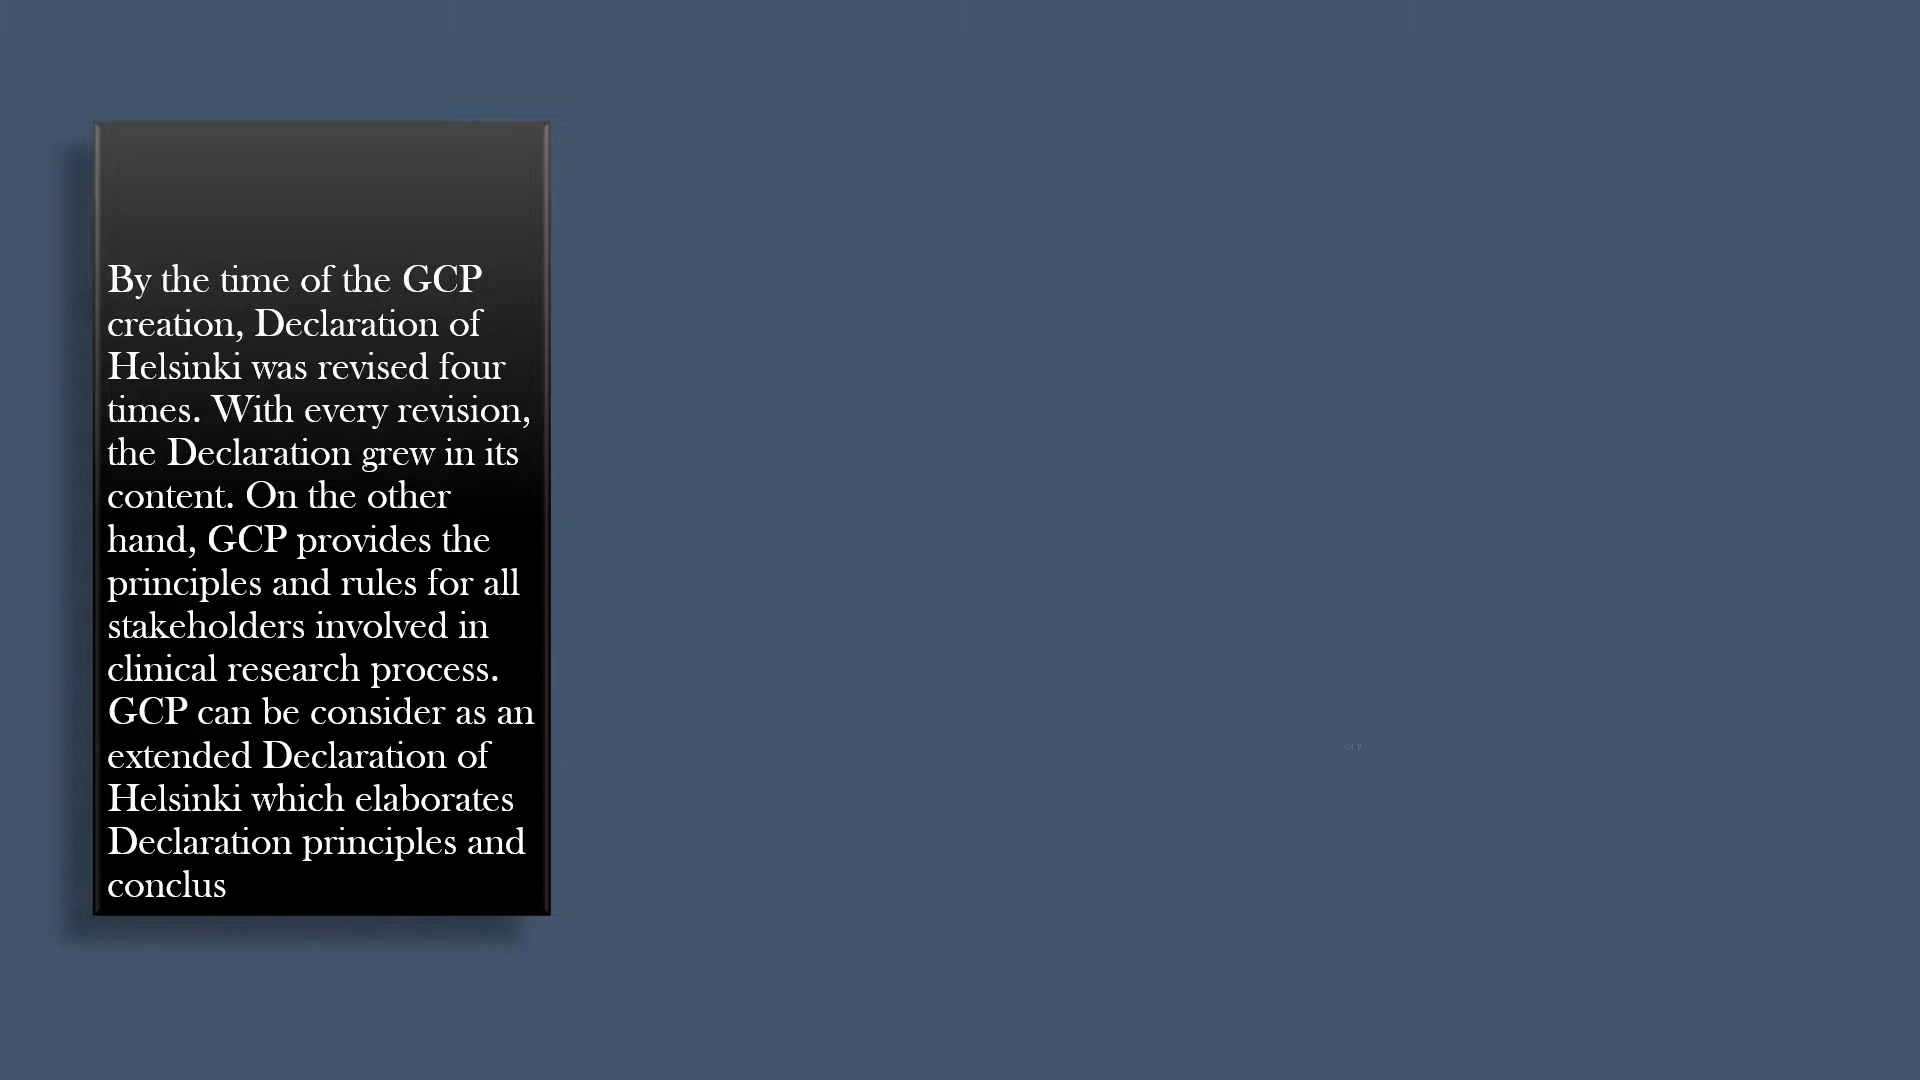 By the time of the GCP
creation, Declaration of
Helsinki was revised four
times. With every revision,
the Declaration grew in its
content. On the other
hand, GCP provides the
principles and rules for all
stakeholders involved in
clinical research process.
GCP can be consider as an
extended Declaration of
Helsinki which elaborates
Declaration principles and
conclus
GCP